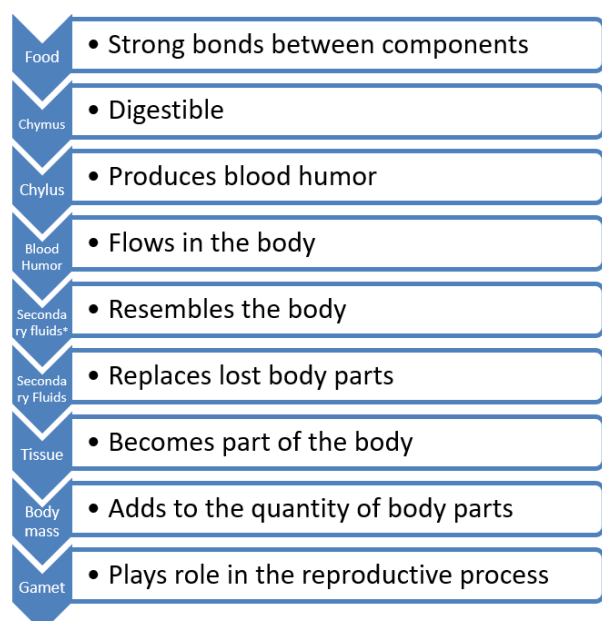 Food
• Strong bonds between components
Chymus
• Digestible
Chylus
• Produces blood humor
Blood
Humor
• Flows in the body
Seconda
ry fluids*
• Resembles the body
Seconda
ry Fluids
• Replaces lost body parts
Tissue
• Becomes part of the body
Body
mass
• Adds to the quantity of body parts
Gamet
• Plays role in the reproductive process